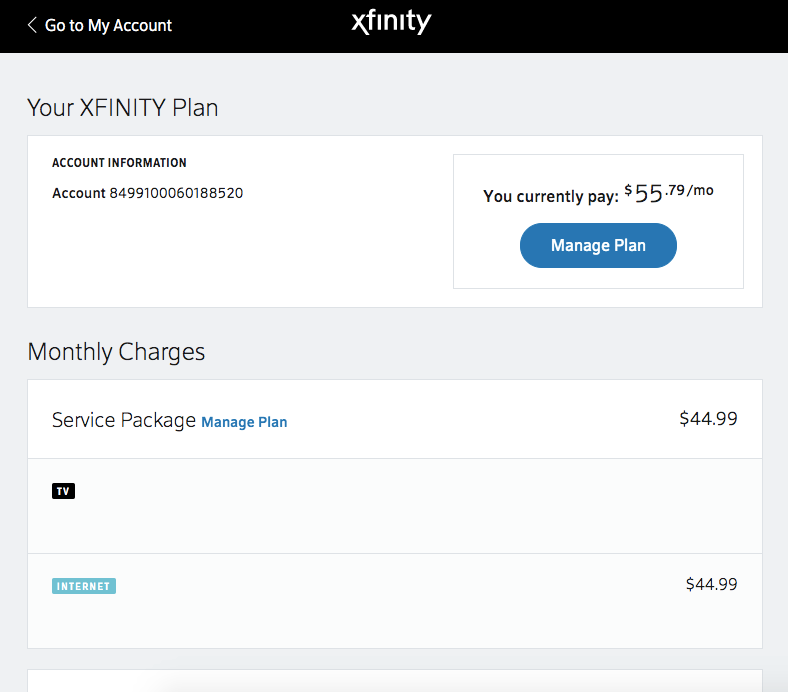 Go to My Account
xfinity
Your XFINITY Plan
ACCOUNT INFORMATION
Account 8499100060188520
You currently pay: $55.79/mo
Manage Plan
Monthly Charges
Service Package Manage Plan $44.99
TV
INTERNET $44.99